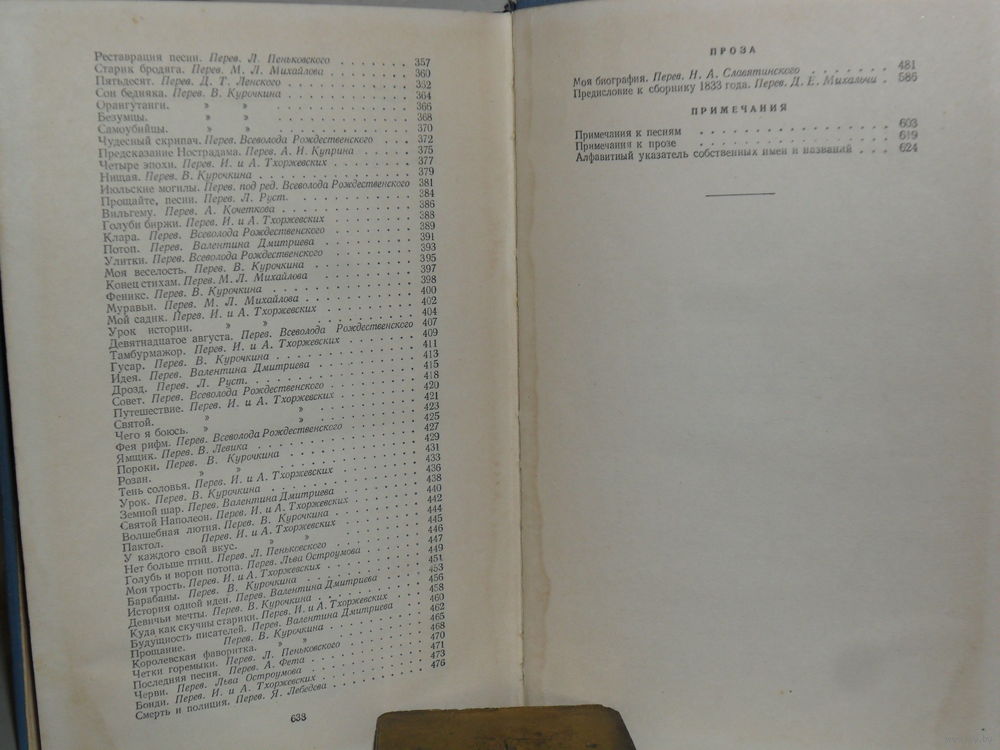 Реставрация песни. Перев. Л. Пеньковского . . . . . . 357
Старик бродяга. Перев. М. Л. Михайлова . . . . . . 360
Пятьдесят. Перев. Д. Т. Ленского . . . . . . 352
Сон бедняка. Перев. В. Курочкина . . . . . . 364
Орангутанги. » » . . . . . . 366
Безумцы. » » . . . . . . 368
Самоубийцы. » » . . . . . . 370
Чудесный скрипач. Перев. Всеволода Рождественского . . . 372
Предсказание Нострадама. Перев. А. И. Куприна . . . . 375
Четыре эпохи. Перев. И. и А. Тхоржевских . . . . . . 377
Нищая. Перев. В. Курочкина . . . . . . 379
Июльские могилы. Перев. под ред. Всеволода Рождественского 381
Прощайте, песни. Перев. Л. Руст. . . . . . . 384
Вильгему. Перев. А. Кочеткова . . . . . . 386
Голуби биржи. Перев. И. и А. Тхоржевских . . . . . . 388
Клара. Перев. Всеволода Рождественского . . . . . . 389
Потоп. Перев. Валентина Дмитриева . . . . . . 391
Улитки. Перев. Всеволода Рождественского . . . . . . 393
Моя веселость. Перев. В. Курочкина . . . . . . 395
Конец стихам. Перев. М. Л. Михайлова . . . . . . 397
Феникс. Перев. В. Курочкина . . . . . . 398
Муравьи. Перев. М. Л. Михайлова . . . . . . 400
Мой садик. Перев. И. и А. Тхоржевских . . . . . . 402
Урок истории. » » . . . . . . 404
Девятнадцатое августа. Перев. Всеволода Рождественского 407
Тамбурмажор. Перев. И. и А. Тхоржевских . . . . . . 409
Гусар. Перев. В. Курочкина . . . . . . 411
Идея. Перев. Валентина Дмитриева . . . . . . 413
Дрозд. Перев. Л. Руст. . . . . . . 415
Совет. Перев. Всеволода Рождественского . . . . . . 418
Путешествие. Перев. И. и А. Тхоржевских . . . . . . 420
Святой. » » . . . . . . 421
Чего я боюсь. » » . . . . . . 423
Фея рифм. Перев. Всеволода Рождественского . . . . . . 425
Ямщик. Перев. В. Левика . . . . . . 427
Пороки. Перев. В. Курочкина . . . . . . 429
Розан. » » . . . . . . 431
Тень соловья. Перев. И. и А. Тхоржевских . . . . . . 433
Урок. Перев. В. Курочкина . . . . . . 436
Земной шар. Перев. Валентина Дмитриева . . . . . . 438
Святой Наполеон. Перев. И. и А. Тхоржевских . . . . . . 440
Волшебная лютня. Перев. В. Курочкина . . . . . . 442
Пактол. Перев. И. и А. Тхоржевских . . . . . . 444
У каждого свой вкус. » » . . . . . . 445
Нет больше птиц. Перев. Л. Пеньковского . . . . . . 446
Голубь и ворон потопа. Перев. Льва Остроумова . . . . . . 447
Моя трость. Перев. И. и А. Тхоржевских . . . . . . 449
Барабаны. Перев. В. Курочкина . . . . . . 451
История одной идеи. Перев. Валентина Дмитриева . . . . 453
Девичьи мечты. Перев. В. Курочкина . . . . . . 456
Куда как скучны старики. Перев. И. и А. Тхоржевских . . . 458
Будущность писателей. Перев. Валентина Дмитриева . . . 460
Прощание. Перев. В. Курочкина . . . . . . 462
Королевская фаворитка. » » . . . . . . 465
Четки горемыки. Перев. Л. Пеньковского . . . . . . 468
Последняя песня. Перев. А. Фета . . . . . . 470
Черви. Перев. Льва Остроумова . . . . . . 471
Бонди. Перев. И. и А. Тхоржевских . . . . . . 473
Смерть и полиция. Перев. Я. Лебедева . . . . . . 476
638
ПРОЗА
Моя биография. Перев. Н. А. Славятинского . . . . . . . 481
Предисловие к сборнику 1833 года. Перев. Д. Е. Михальчи . 586
ПРИМЕЧАНИЯ
Примечания к песням . . . . . . 603
Примечания к прозе . . . . . . 619
Алфавитный указатель собственных имен и названий . . . 624